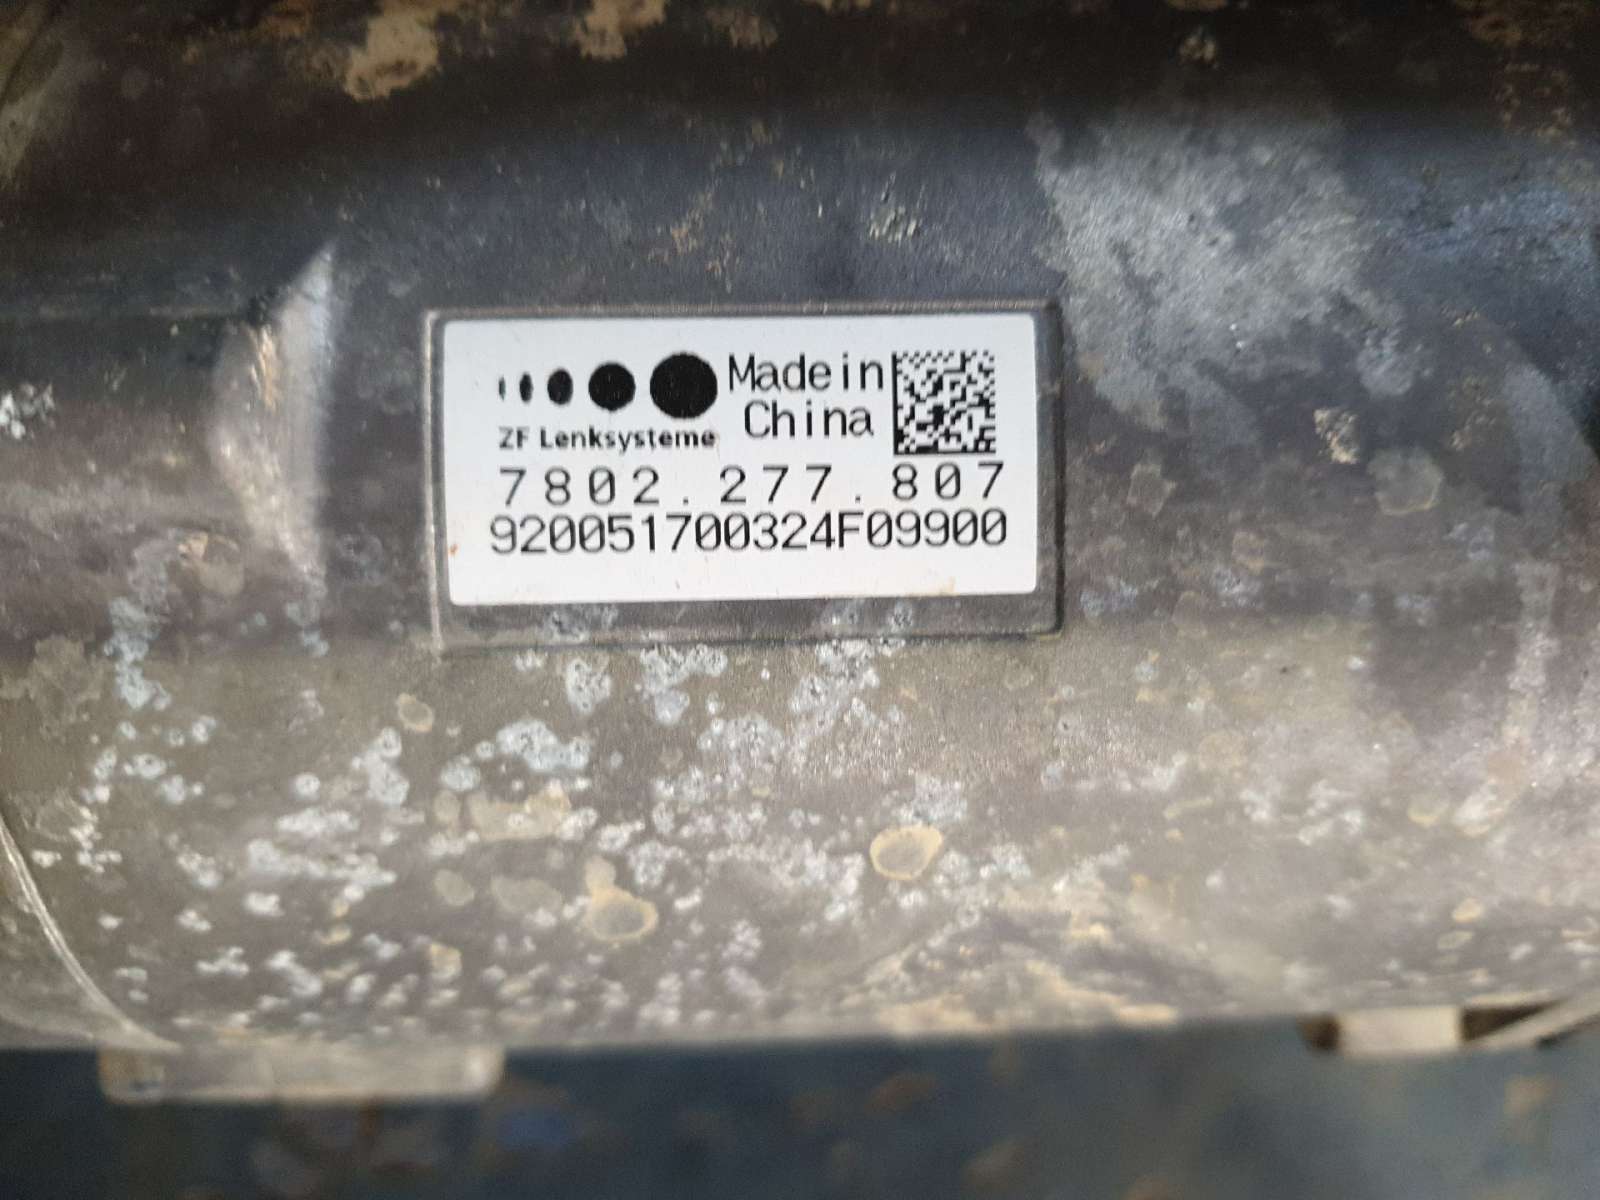 Made in
China
ZF Lenksysteme
7802.277.807
920051700324F09900